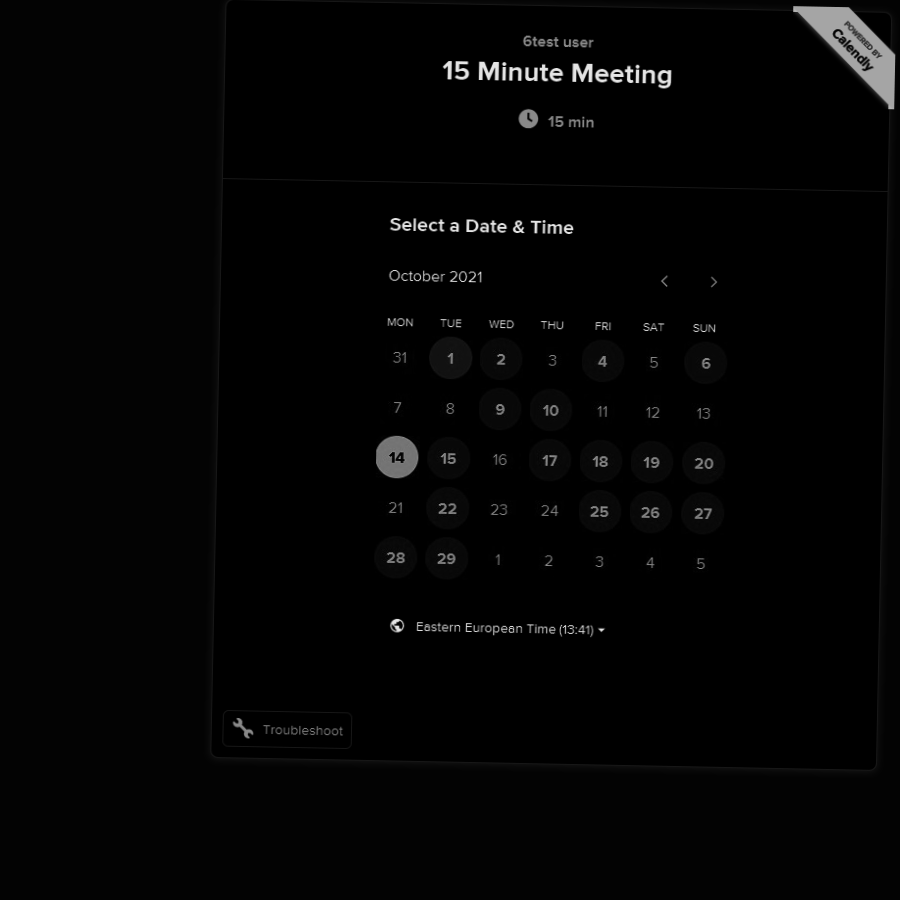 POWERED BY
Calendly
6test user
15 Minute Meeting
15 min
Select a Date & Time
October 2021
MON TUE WED THU FRI SAT SUN
31 1 2 3 4 5 6
7 8 9 10 11 12 13
14 15 16 17 18 19 20
21 22 23 24 25 26 27
28 29 1 2 3 4 5
Eastern European Time (13:41)
Troubleshoot